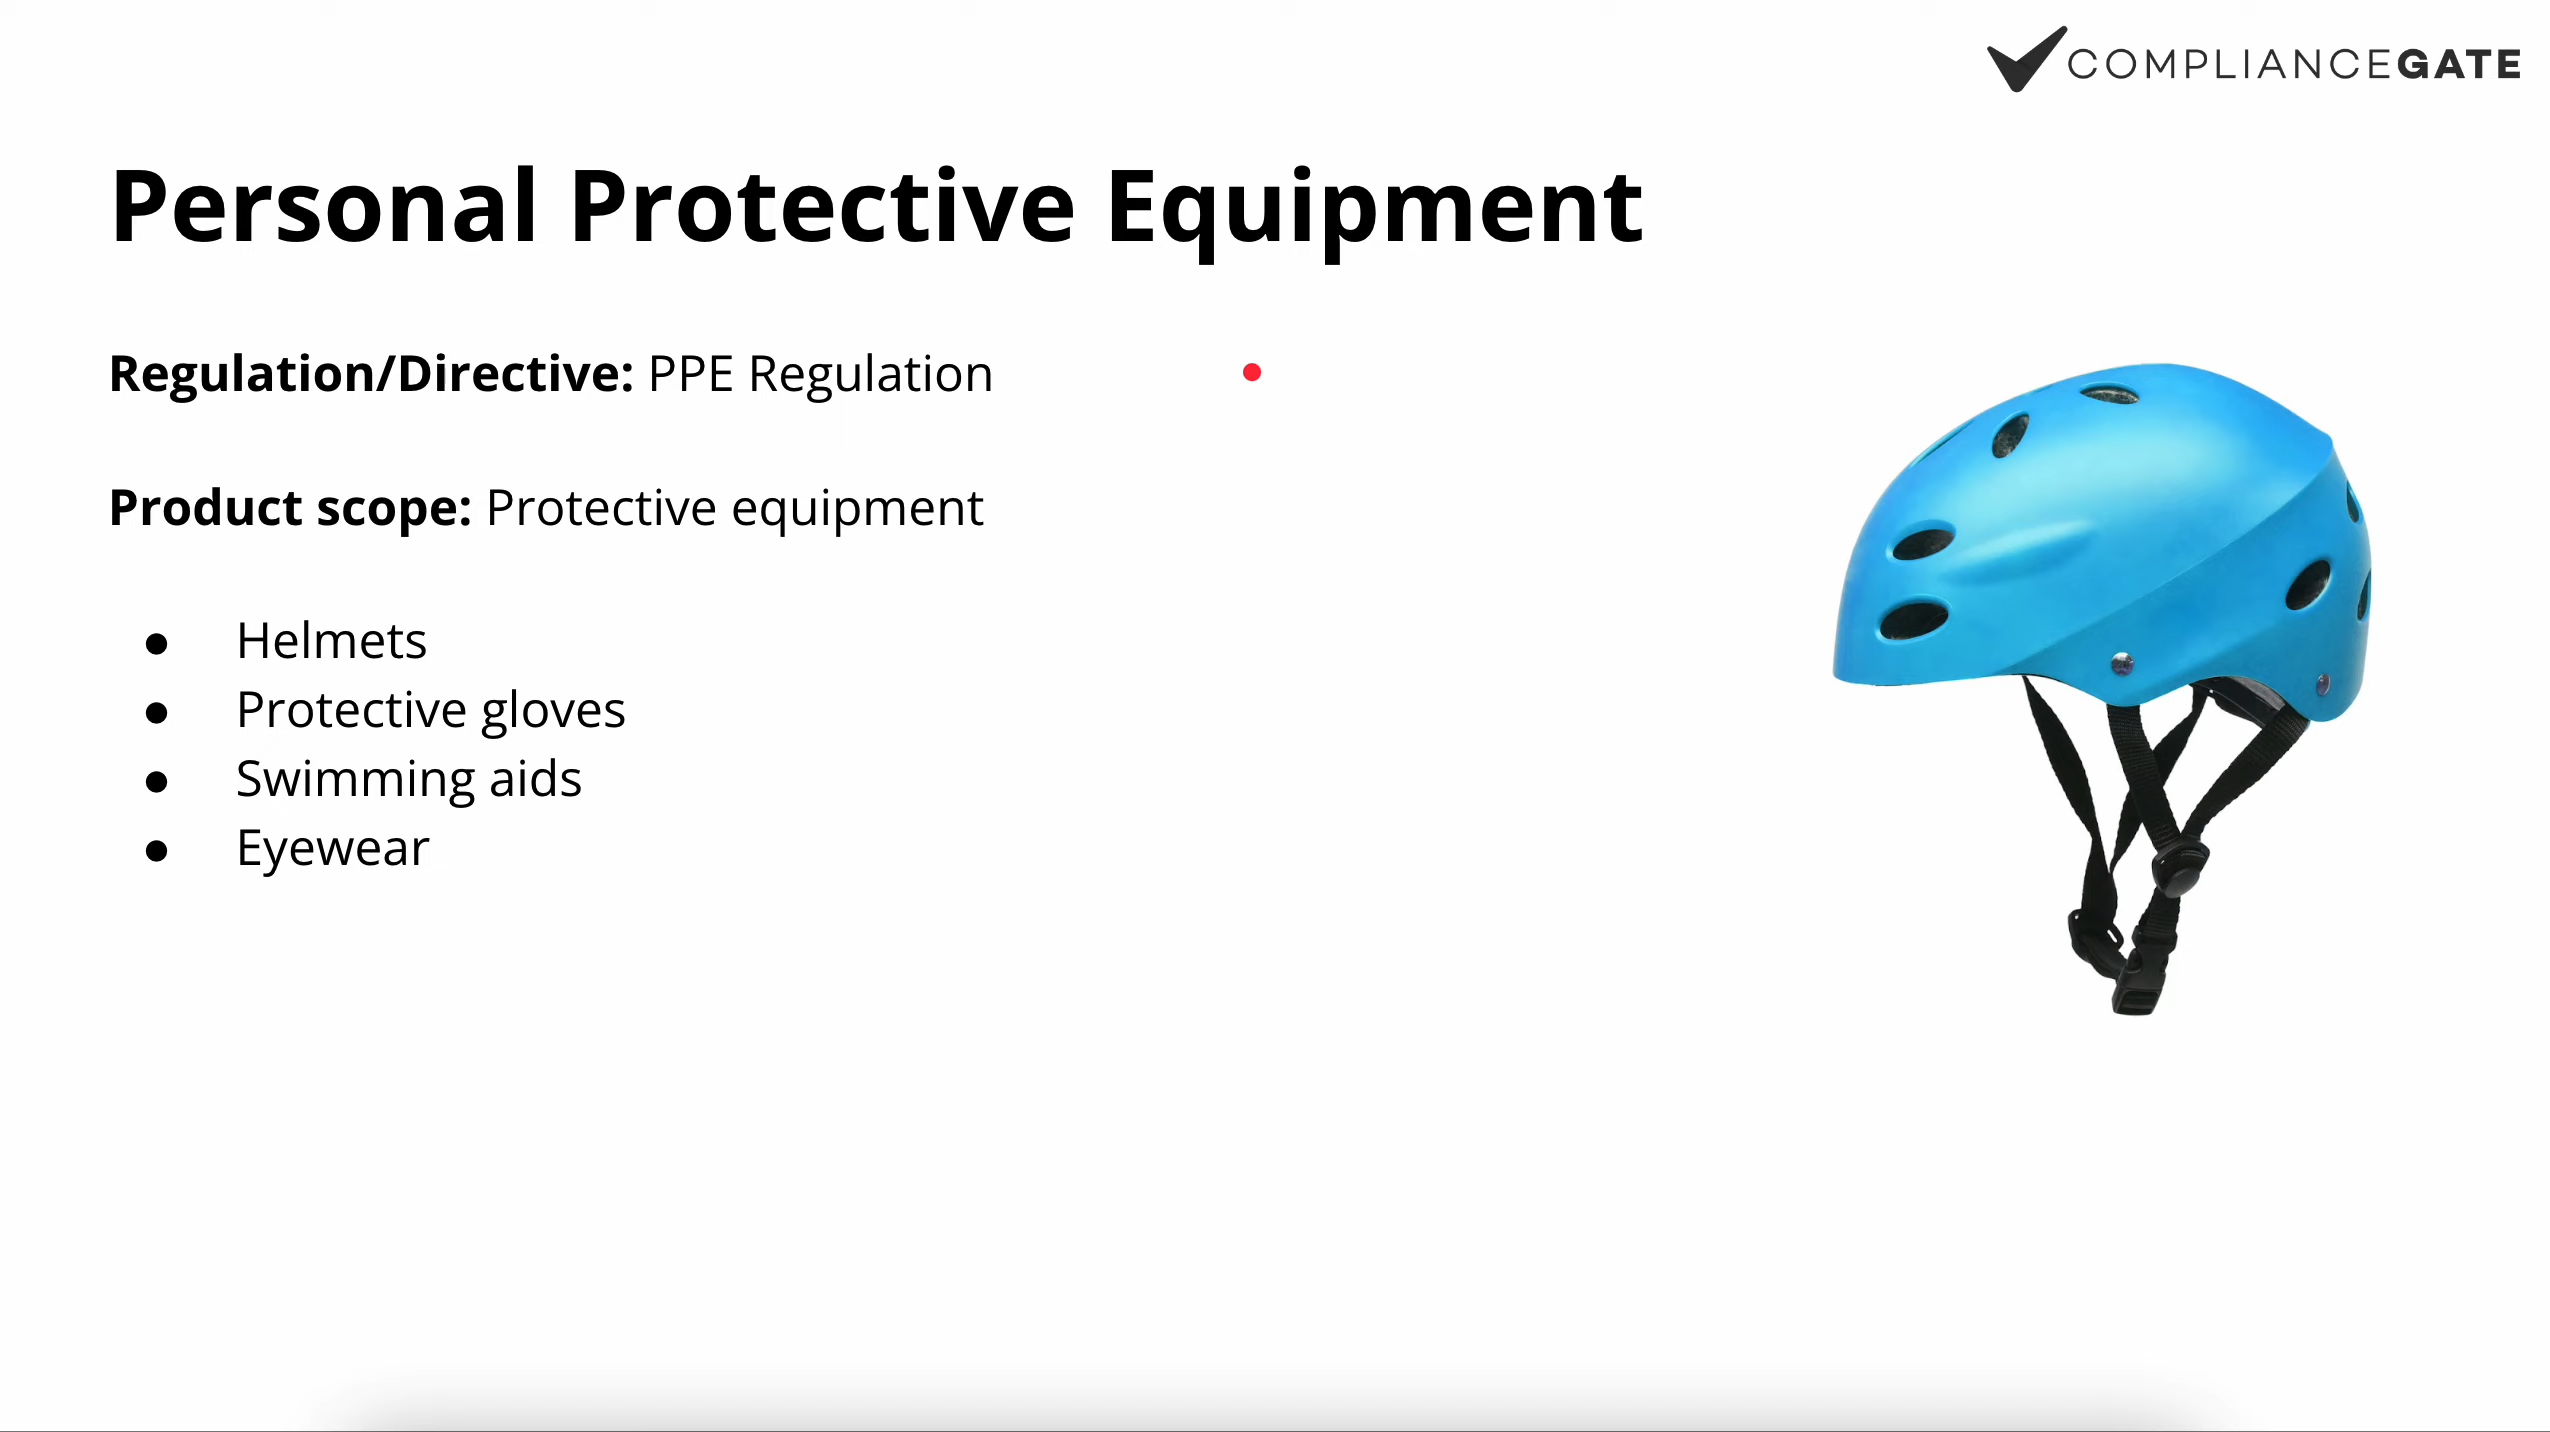 COMPLIANCEGATE
Personal Protective Equipment
Regulation/Directive: PPE Regulation
Product scope: Protective equipment
● Helmets
● Protective gloves
● Swimming aids
● Eyewear